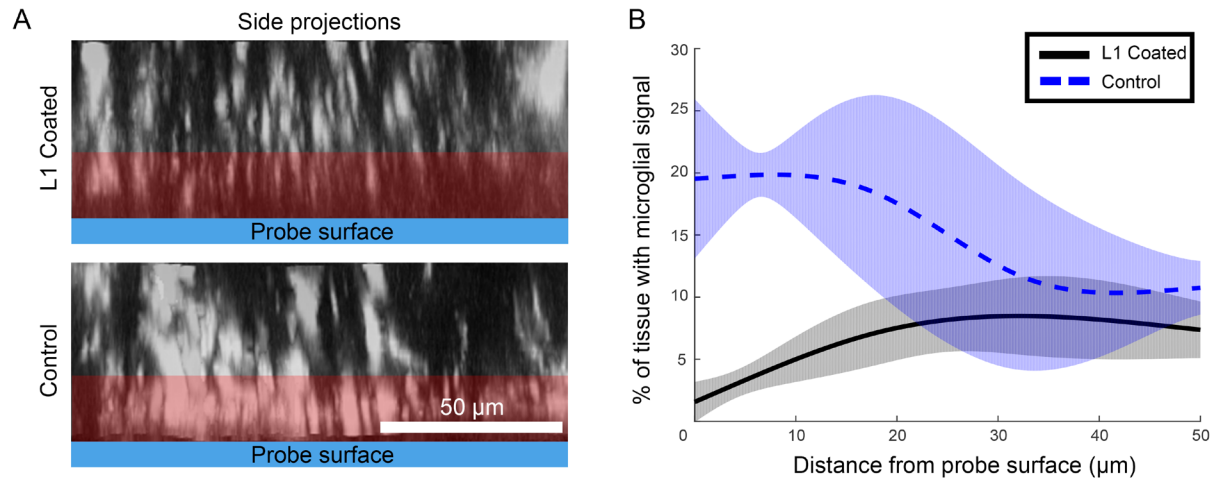 A
Side projections
L1 Coated
Probe surface
Control
50 µm
Probe surface
B
% of tissue with microglial signal
30
25
20
15
10
5
0
10
20
30
40
50
Distance from probe surface (µm)
L1 Coated
Control